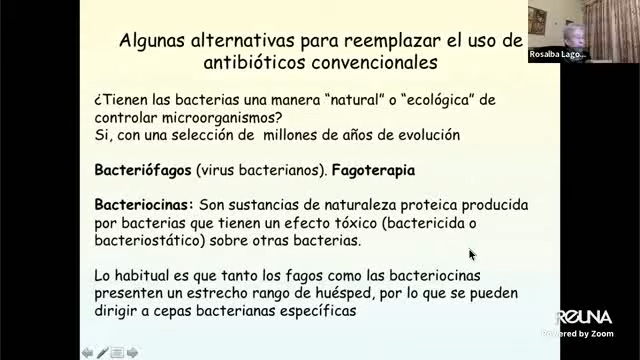 Algunas alternativas para reemplazar el uso de
antibióticos convencionales
Rosalba Lago...
¿Tienen las bacterias una manera “natural” o “ecológica” de
controlar microorganismos?
Si, con una selección de millones de años de evolución
Bacteriófagos (virus bacterianos). Fagoterapia
Bacteriocinas: Son sustancias de naturaleza proteica producida
por bacterias que tienen un efecto tóxico (bactericida o
bacteriostático) sobre otras bacterias.
Lo habitual es que tanto los fagos como las bacteriocinas
presenten un estrecho rango de huésped, por lo que se pueden
dirigir a cepas bacterianas específicas
REUNA
Powered by Zoom